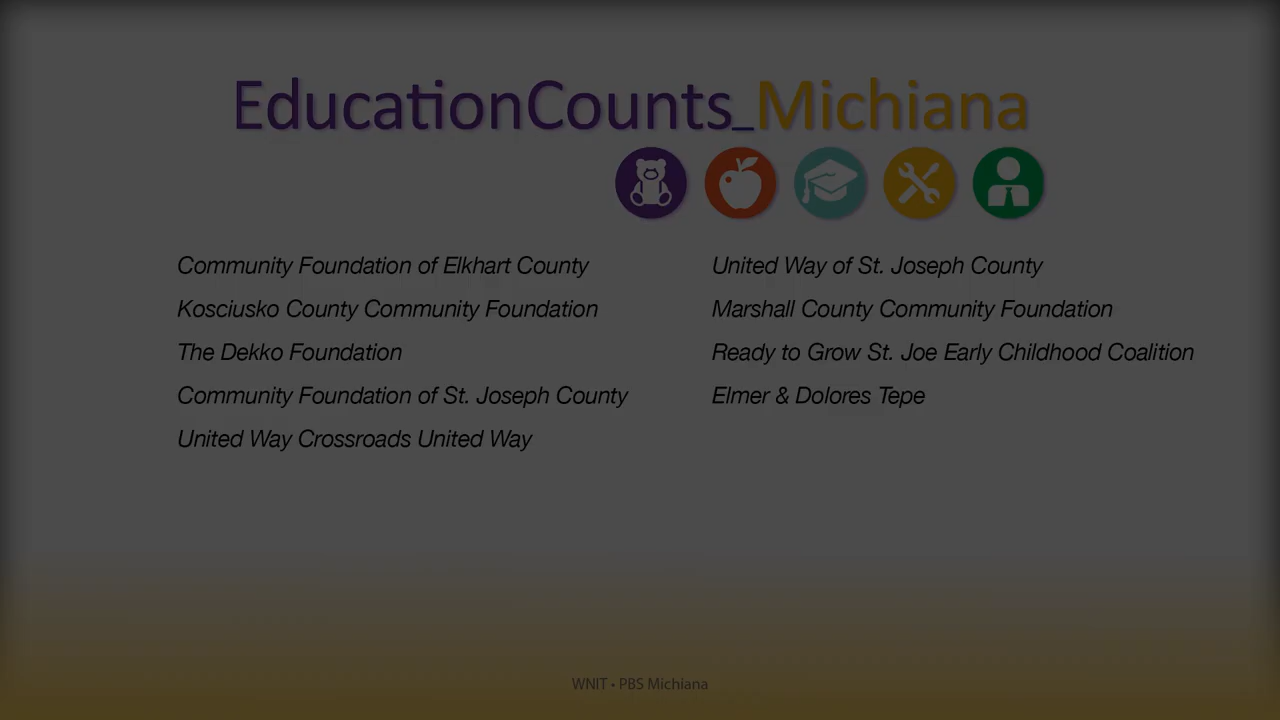 EducationCounts_Michiana
Community Foundation of Elkhart County
Kosciusko County Community Foundation
The Dekko Foundation
Community Foundation of St. Joseph County
United Way Crossroads United Way
United Way of St. Joseph County
Marshall County Community Foundation
Ready to Grow St. Joe Early Childhood Coalition
Elmer & Dolores Tepe
WNIT • PBS Michiana